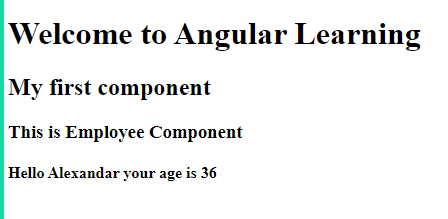 Welcome to Angular Learning
My first component
This is Employee Component
Hello Alexandar your age is 36